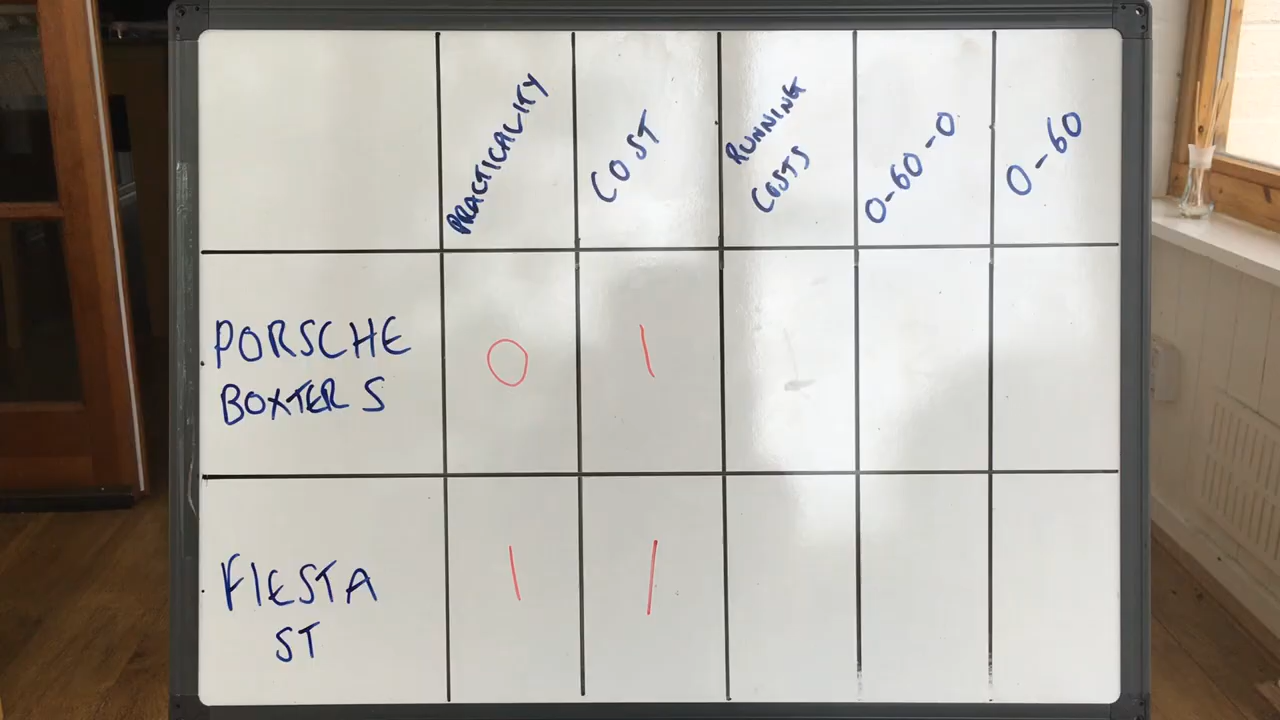 PRACTICALITY
COST
RUNNING
COSTS
0-60-0
0-60
PORSCHE
BOXTER S
0
1
FIESTA
ST
1
1